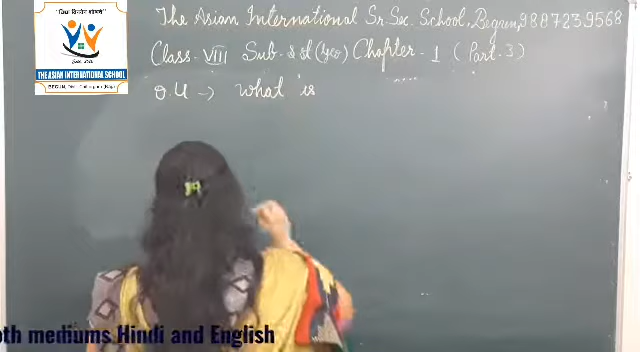 The Asian International Sr. Sec. School, Begun, 9887239568
Class - VIII Sub - S.St (Geo) Chapter - 1 (Part - 3)
Q.4 → What is
THE ASIAN INTERNATIONAL SCHOOL
oth mediums Hindi and English